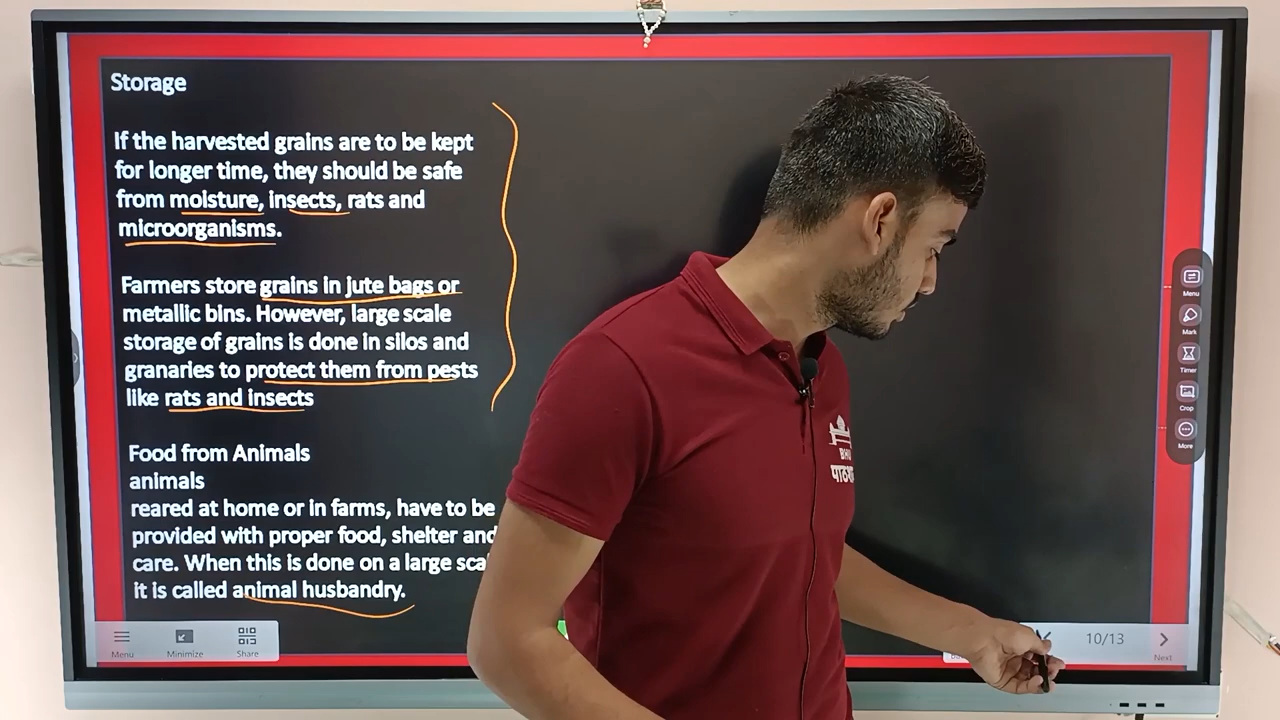 Storage
If the harvested grains are to be kept
for longer time, they should be safe
from moisture, insects, rats and
microorganisms.
Farmers store grains in jute bags or
metallic bins. However, large scale
storage of grains is done in silos and
granaries to protect them from pests
like rats and insects
Food from Animals
animals
reared at home or in farms, have to be
provided with proper food, shelter and
care. When this is done on a large sca
it is called animal husbandry.
Menu
Minimize
Share
BHU
Menu
Mark
Timer
Crop
More
10/13
Next